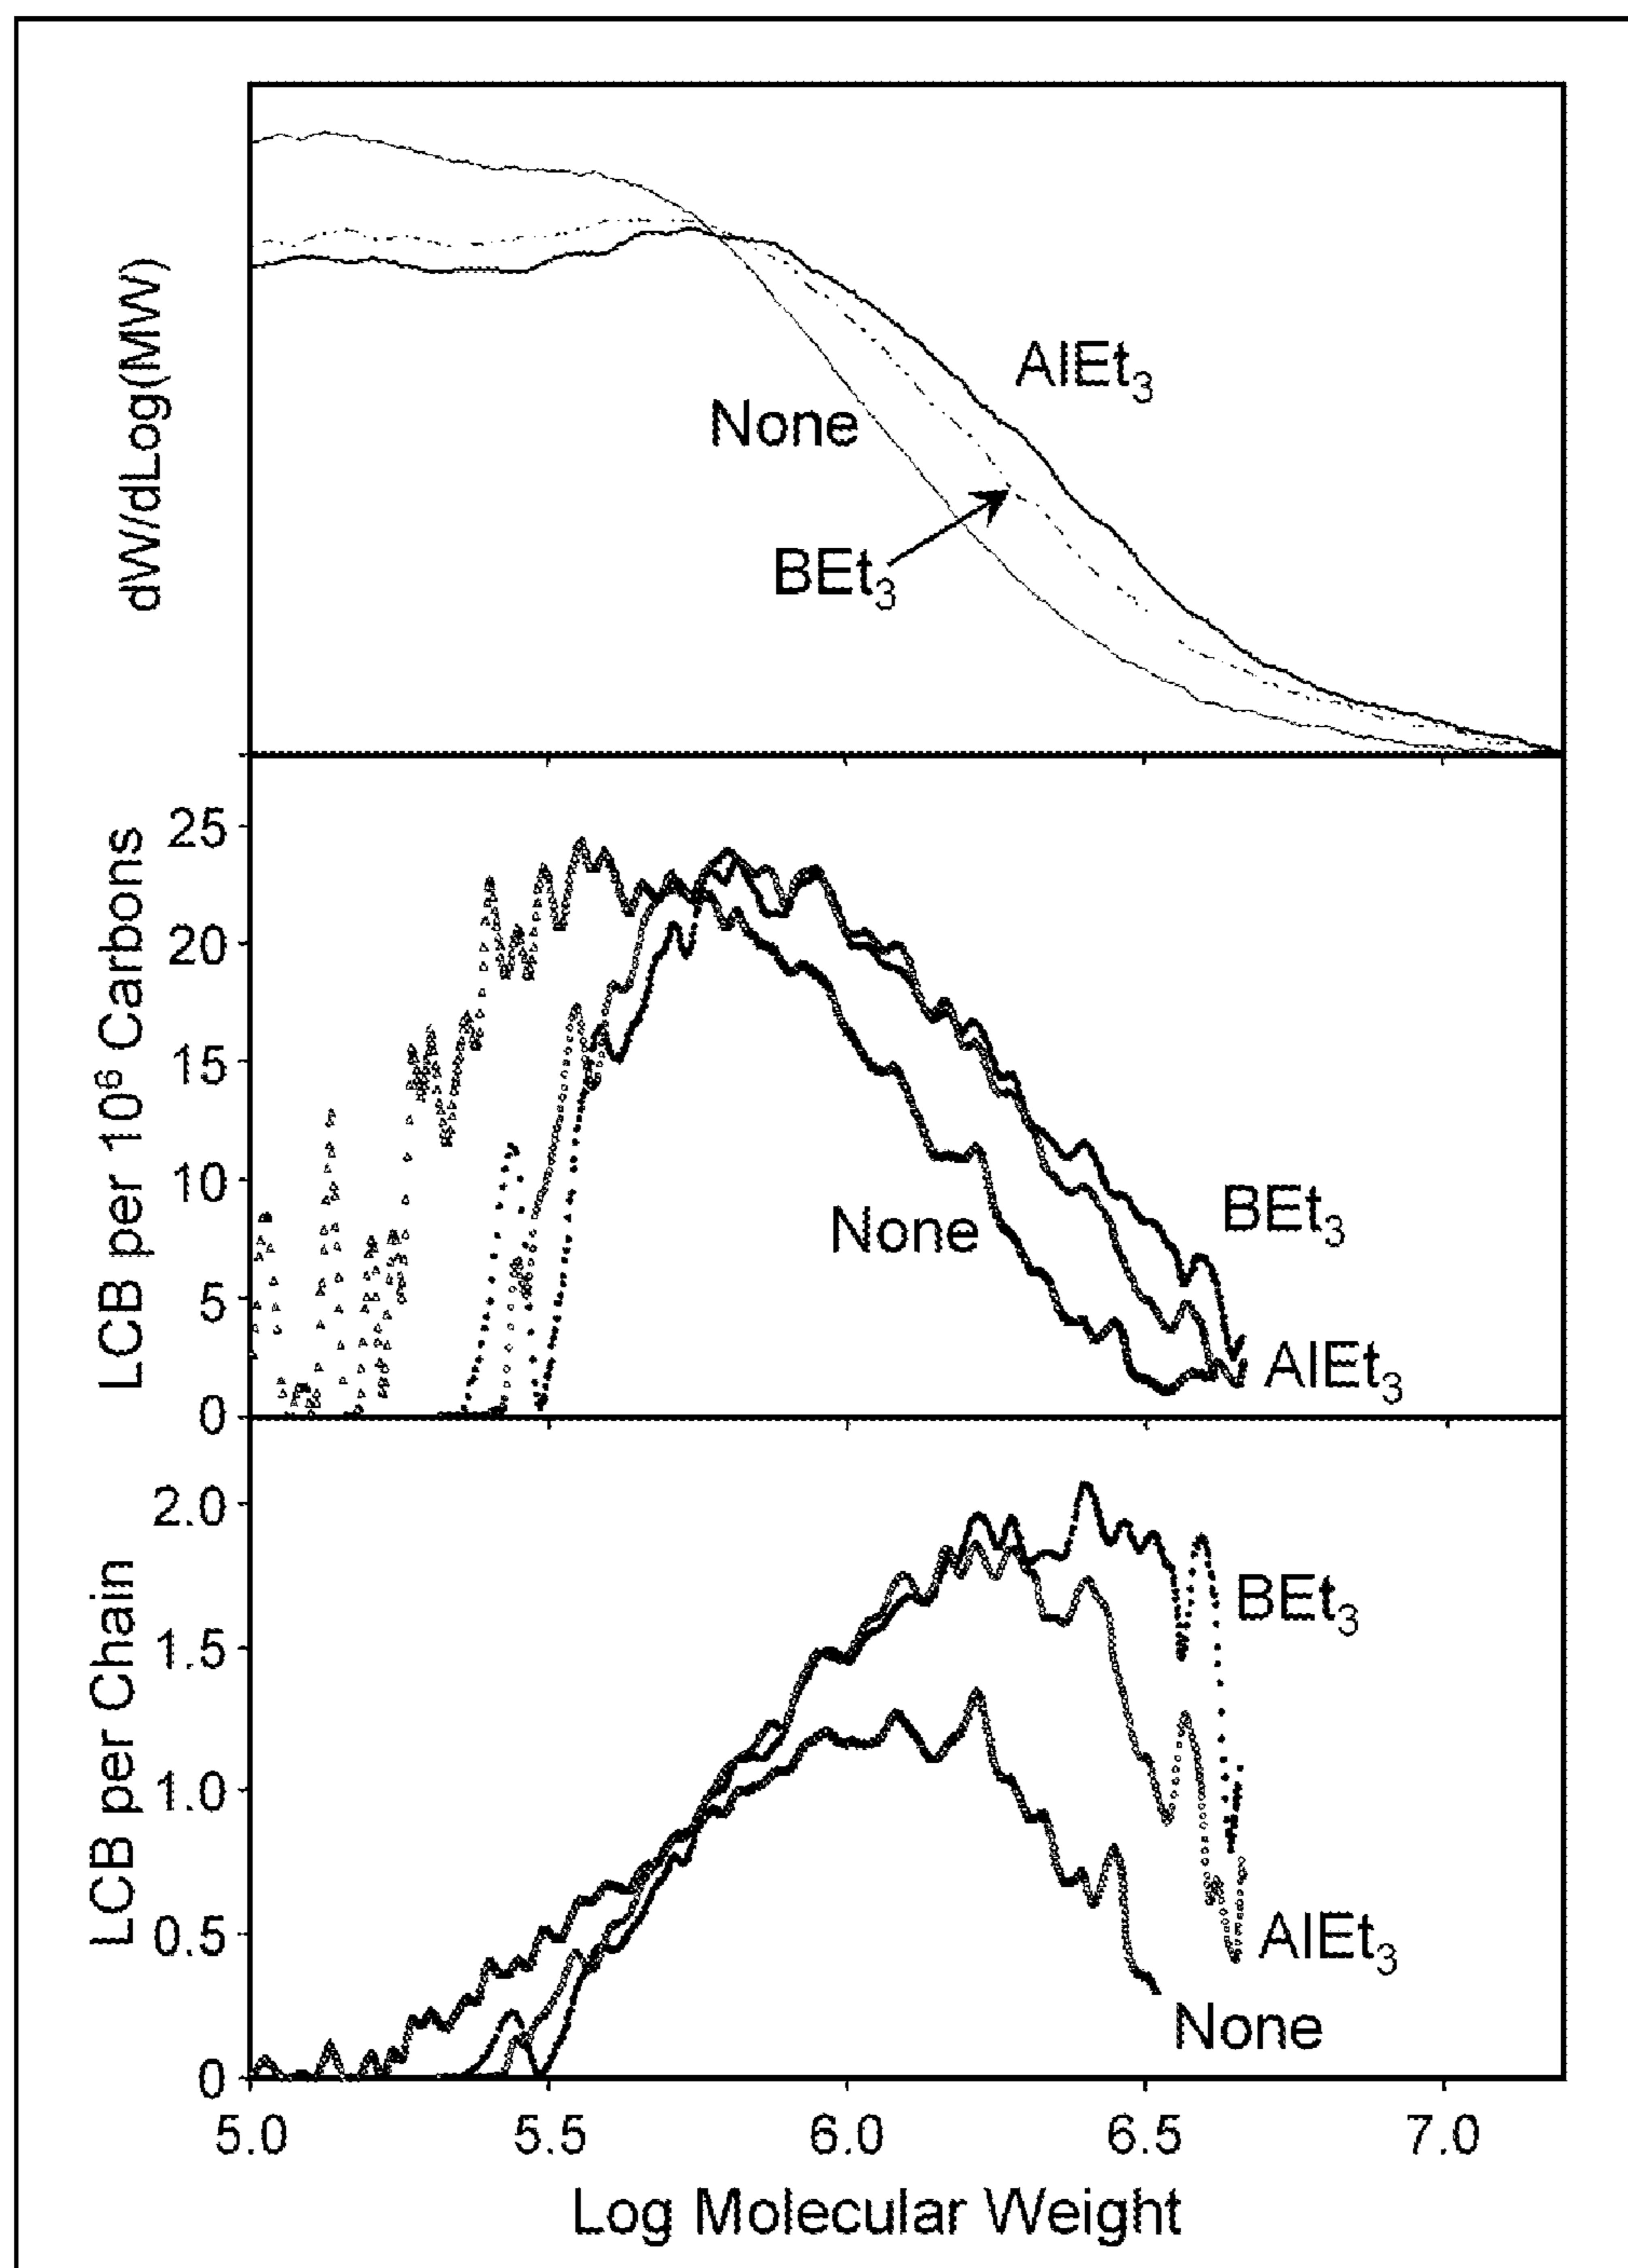 dW/dLog(MW)
AlEt₃
None
BEt₃
LCB per 10⁶ Carbons
25
20
15
10
5
0
BEt₃
None
AlEt₃
LCB per Chain
2.0
1.5
1.0
0.5
0
BEt₃
AlEt₃
None
5.0 5.5 6.0 6.5 7.0
Log Molecular Weight